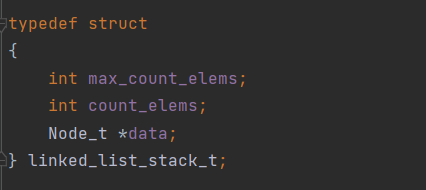 typedef struct
{
    int max_count_elems;
    int count_elems;
    Node_t *data;
} linked_list_stack_t;